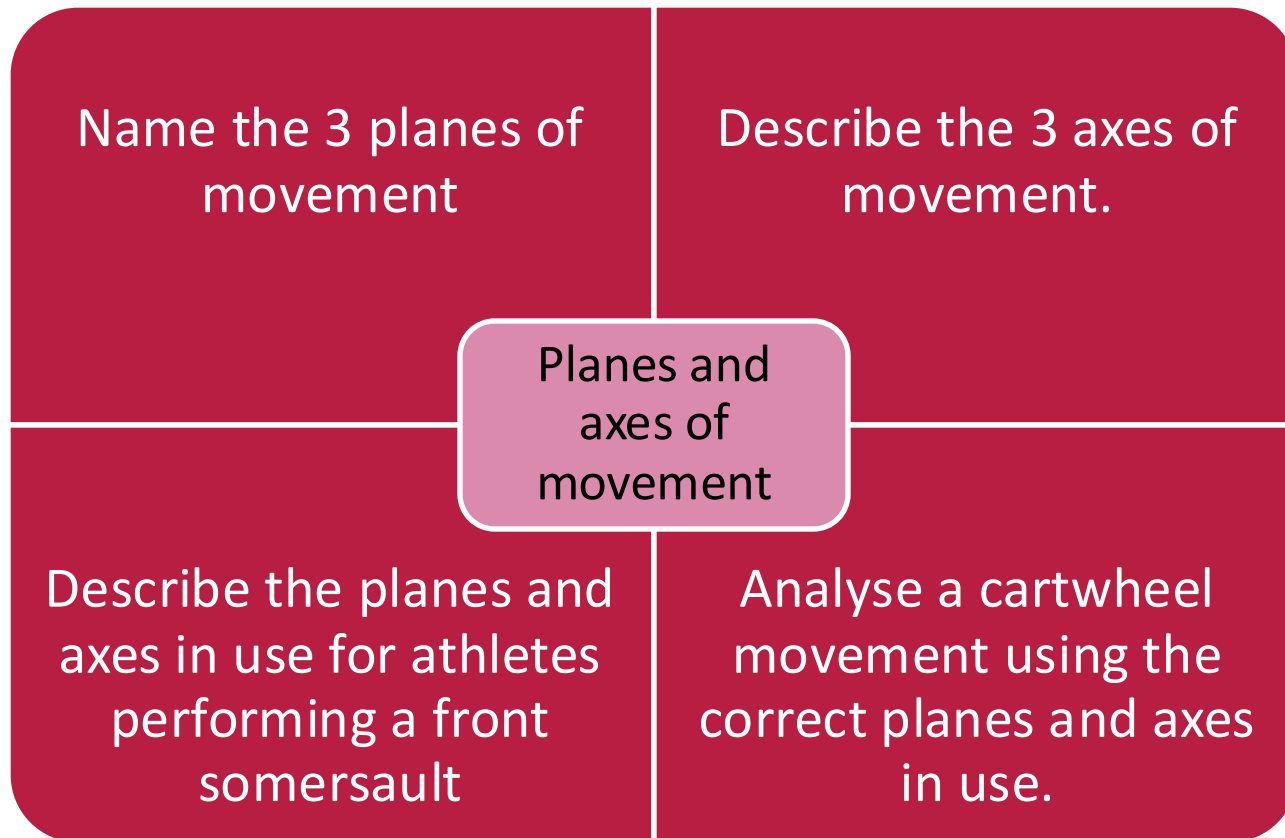 Name the 3 planes of
movement
Describe the 3 axes of
movement.
Planes and
axes of
movement
Describe the planes and
axes in use for athletes
performing a front
somersault
Analyse a cartwheel
movement using the
correct planes and axes
in use.